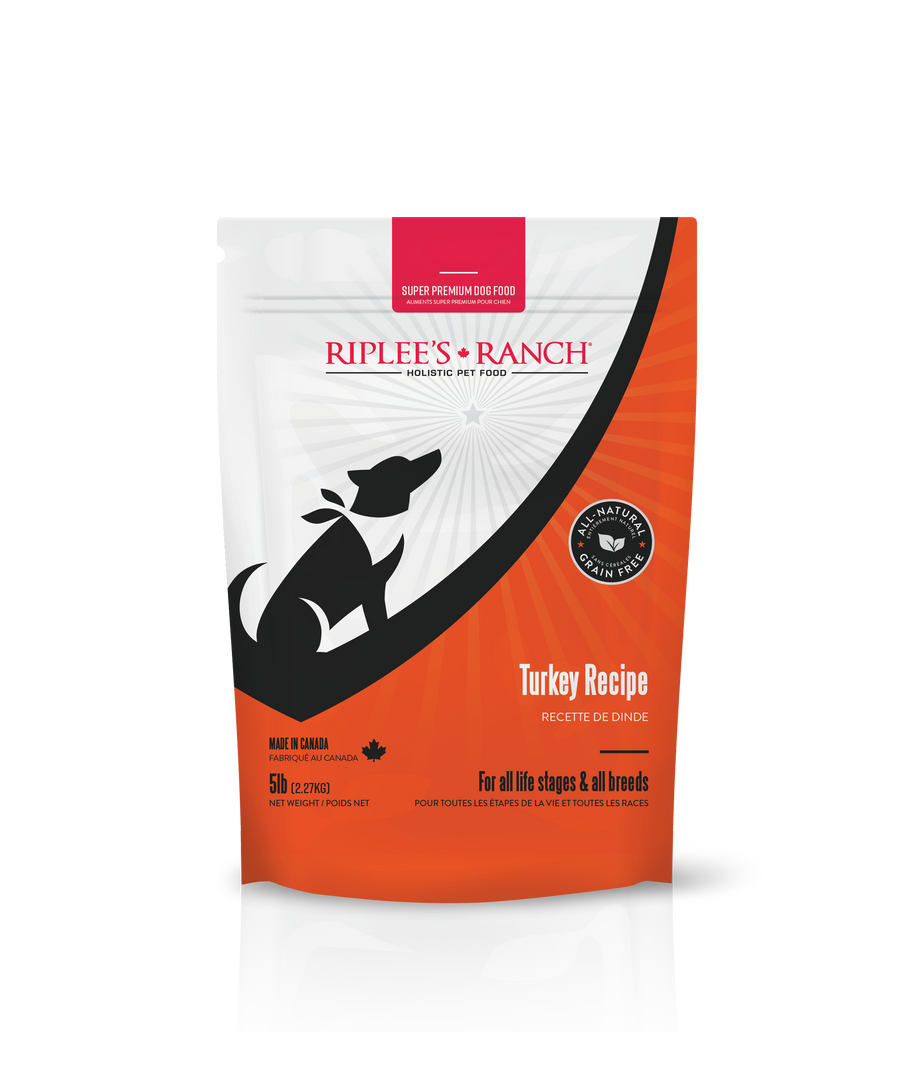 SUPER PREMIUM DOG FOOD
ALIMENTS SUPER PREMIUM POUR CHIEN
RIPLEE'S RANCH®
HOLISTIC PET FOOD
ALL-NATURAL
ENTIÈREMENT NATUREL
SANS CÉRÉALES
GRAIN FREE
Turkey Recipe
RECETTE DE DINDE
MADE IN CANADA
FABRIQUÉ AU CANADA
5lb (2.27KG)
NET WEIGHT / POIDS NET
For all life stages & all breeds
POUR TOUTES LES ÉTAPES DE LA VIE ET TOUTES LES RACES